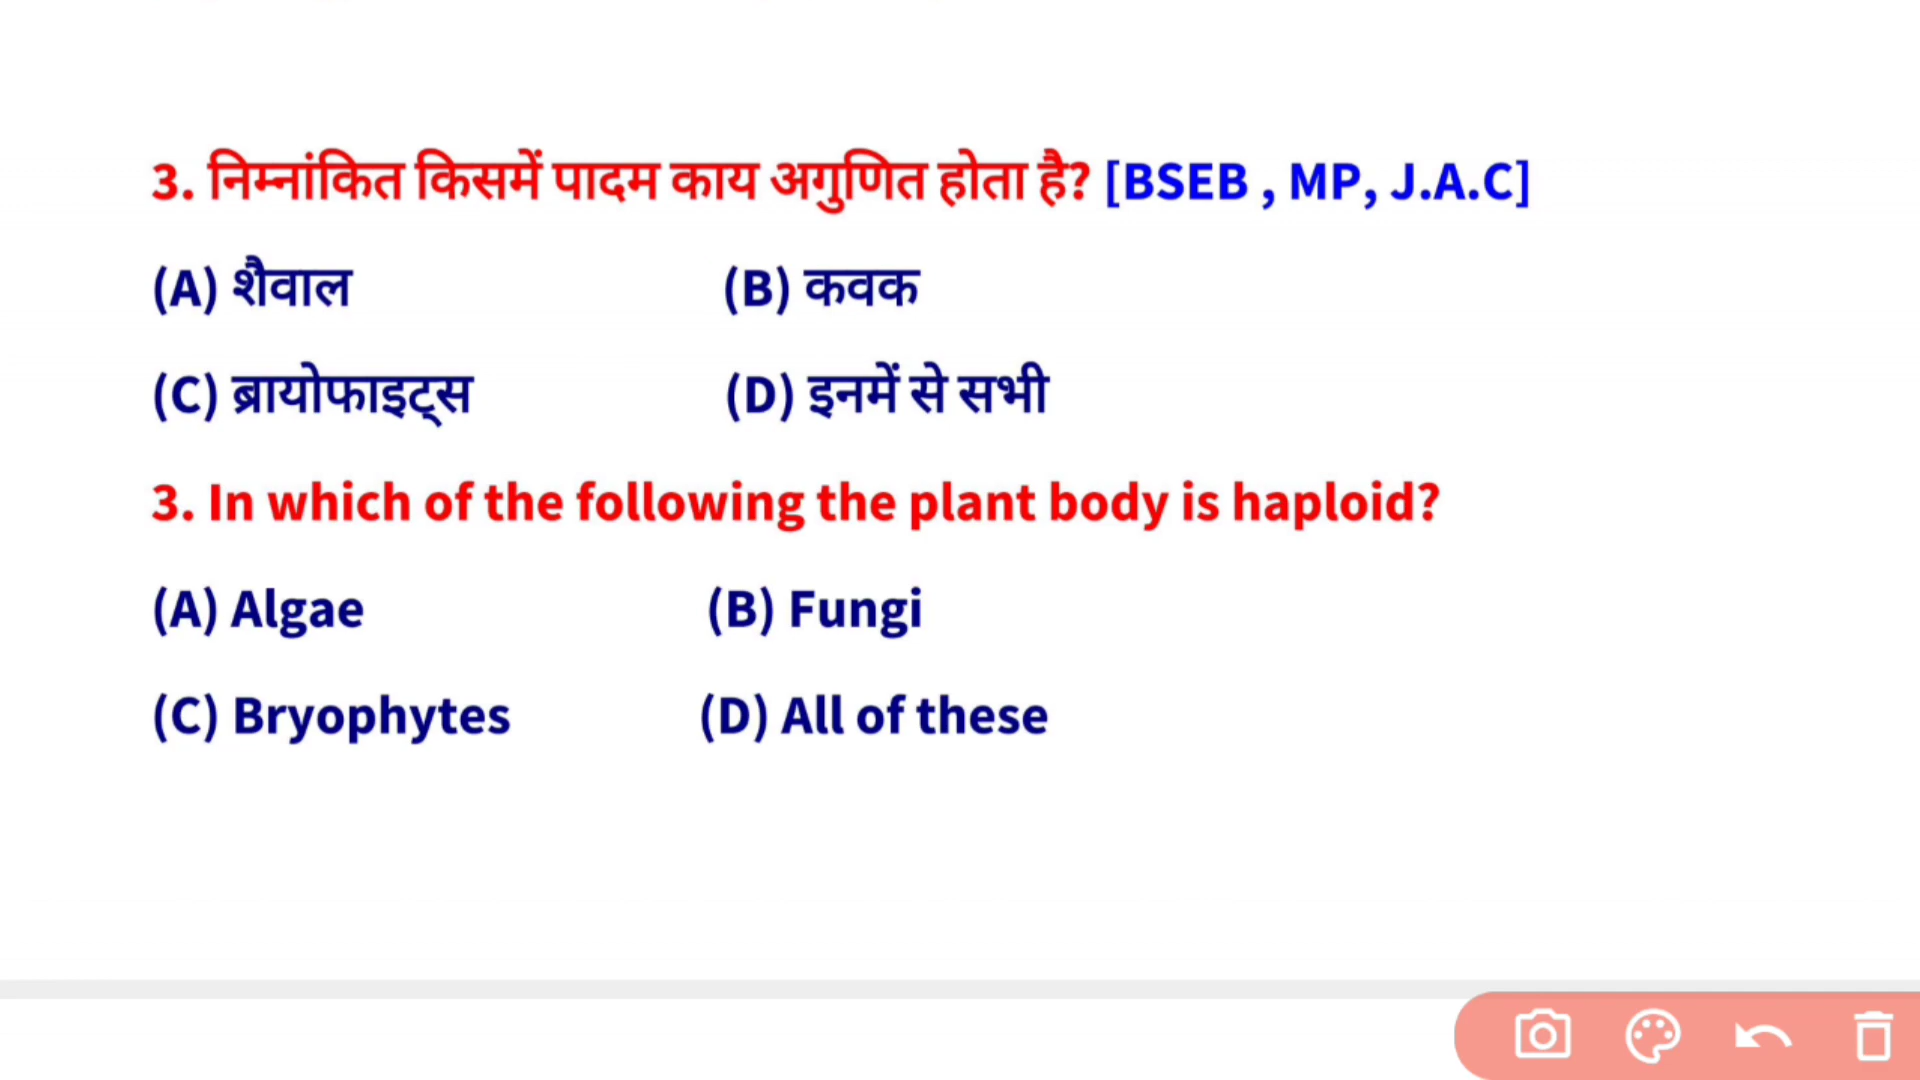 3. निम्नांकित किसमें पादम काय अगुणित होता है? [BSEB , MP, J.A.C]
(A) शैवाल (B) कवक
(C) ब्रायोफाइट्स (D) इनमें से सभी
3. In which of the following the plant body is haploid?
(A) Algae (B) Fungi
(C) Bryophytes (D) All of these